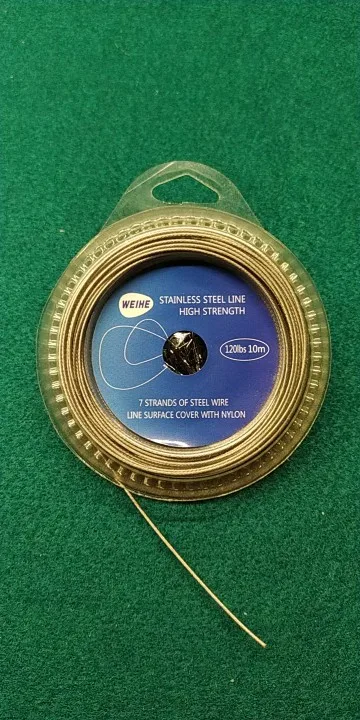 WEIHE
STAINLESS STEEL LINE
HIGH STRENGTH
120lbs 10m
7 STRANDS OF STEEL WIRE
LINE SURFACE COVER WITH NYLON